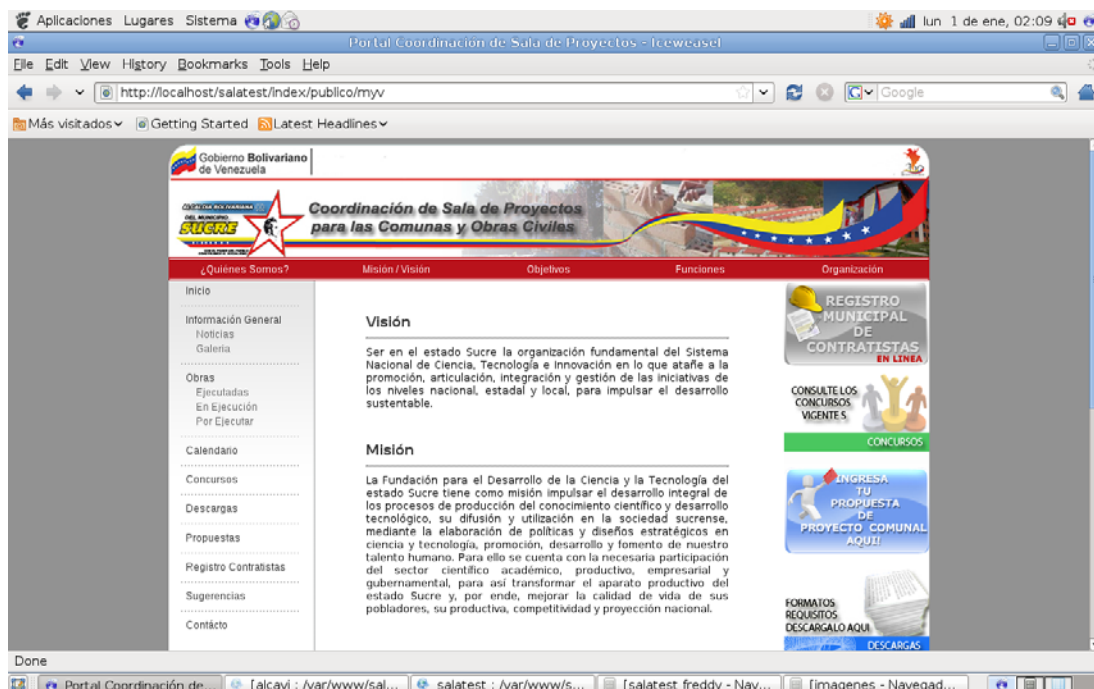 Aplicaciones Lugares Sistema
lun 1 de ene, 02:09
Portal Coordinación de Sala de Proyectos - Iceweasel
File Edit View History Bookmarks Tools Help
http://localhost/salatest/index/publico/myv
Google
Más visitados Getting Started Latest Headlines
Gobierno Bolivariano
de Venezuela
ALCALDIA BOLIVARIANA
DEL MUNICIPIO
SUCRE
Coordinación de Sala de Proyectos
para las Comunas y Obras Civiles
¿Quiénes Somos? Misión / Visión Objetivos Funciones Organización
Inicio
Información General
Noticias
Galeria
Obras
Ejecutadas
En Ejecución
Por Ejecutar
Calendario
Concursos
Descargas
Propuestas
Registro Contratistas
Sugerencias
Contácto
Visión
Ser en el estado Sucre la organización fundamental del Sistema
Nacional de Ciencia, Tecnología e Innovación en lo que atañe a la
promoción, articulación, integración y gestión de las iniciativas de
los niveles nacional, estadal y local, para impulsar el desarrollo
sustentable.
Misión
La Fundación para el Desarrollo de la Ciencia y la Tecnología del
estado Sucre tiene como misión impulsar el desarrollo integral de
los procesos de producción del conocimiento científico y desarrollo
tecnológico, su difusión y utilización en la sociedad sucrense,
mediante la elaboración de políticas y diseños estratégicos en
ciencia y tecnología, promoción, desarrollo y fomento de nuestro
talento humano. Para ello se cuenta con la necesaria participación
del sector científico académico, productivo, empresarial y
gubernamental, para así transformar el aparato productivo del
estado Sucre y, por ende, mejorar la calidad de vida de sus
pobladores, su productiva, competitividad y proyección nacional.
REGISTRO
MUNICIPAL
DE
CONTRATISTAS
EN LINEA
CONSULTE LOS
CONCURSOS
VIGENTES
CONCURSOS
INGRESA
TU
PROPUESTA
DE
PROYECTO COMUNAL
AQUI!
FORMATOS
REQUISITOS
DESCARGALO AQUI
DESCARGAS
Done
Portal Coordinación de... [alcavi : /var/www/sal... salatest : /var/www/s... [salatest freddy - Nav... [imagenes - Navegad...